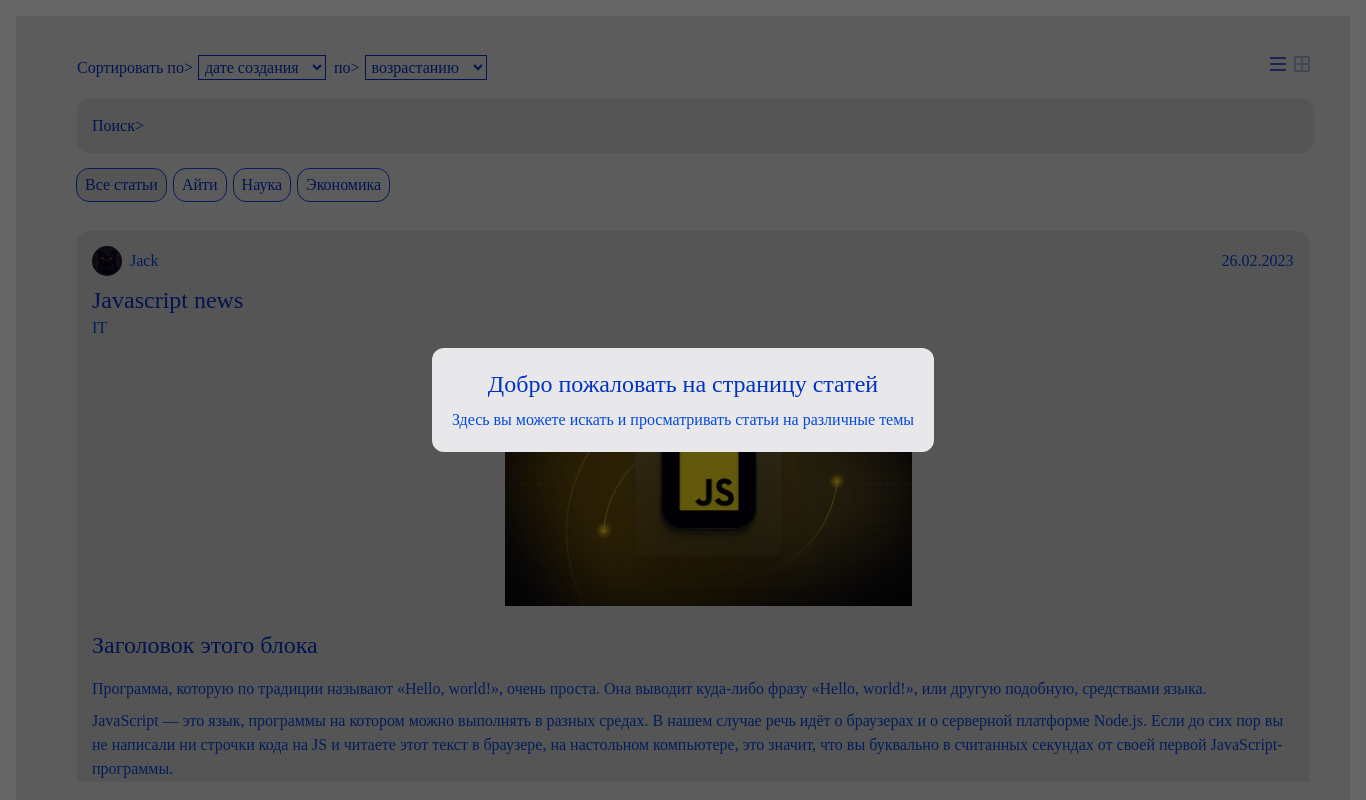 Сортировать по> дате создания по> возрастанию
Поиск>
Все статьи Айти Наука Экономика
Jack 26.02.2023
Javascript news
IT
Добро пожаловать на страницу статей
Здесь вы можете искать и просматривать статьи на различные темы
JS
Заголовок этого блока
Программа, которую по традиции называют «Hello, world!», очень проста. Она выводит куда-либо фразу «Hello, world!», или другую подобную, средствами языка.
JavaScript — это язык, программы на котором можно выполнять в разных средах. В нашем случае речь идёт о браузерах и о серверной платформе Node.js. Если до сих пор вы
не написали ни строчки кода на JS и читаете этот текст в браузере, на настольном компьютере, это значит, что вы буквально в считанных секундах от своей первой JavaScript-
программы.